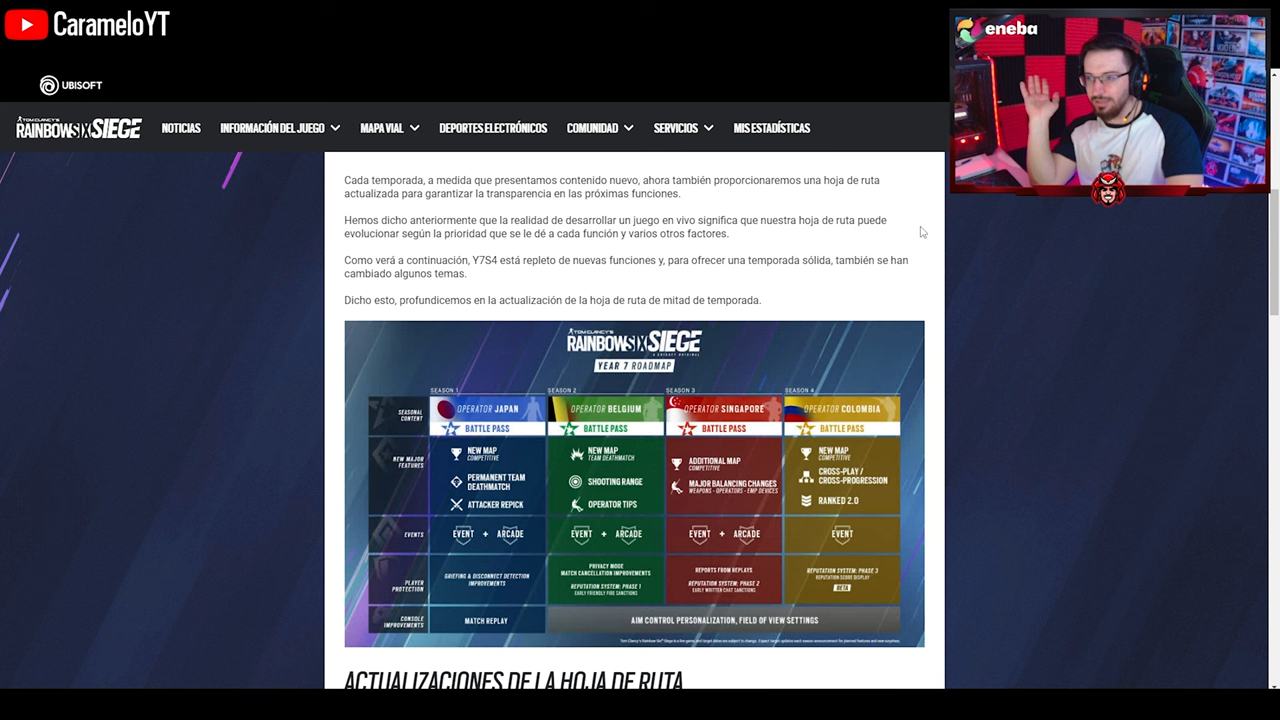 CarameloYT
eneba
UBISOFT
TOM CLANCY'S
RAINBOWSIX SIEGE
NOTICIAS
INFORMACIÓN DEL JUEGO
MAPA VIAL
DEPORTES ELECTRÓNICOS
COMUNIDAD
SERVICIOS
MIS ESTADÍSTICAS
Cada temporada, a medida que presentamos contenido nuevo, ahora también proporcionaremos una hoja de ruta
actualizada para garantizar la transparencia en las próximas funciones.
Hemos dicho anteriormente que la realidad de desarrollar un juego en vivo significa que nuestra hoja de ruta puede
evolucionar según la prioridad que se le dé a cada función y varios otros factores.
Como verá a continuación, Y7S4 está repleto de nuevas funciones y, para ofrecer una temporada sólida, también se han
cambiado algunos temas.
Dicho esto, profundicemos en la actualización de la hoja de ruta de mitad de temporada.
TOM CLANCY'S
RAINBOWSIX SIEGE
A UBISOFT ORIGINAL
YEAR 7 ROADMAP
SEASON 1
SEASON 2
SEASON 3
SEASON 4
SEASONAL
CONTENT
OPERATOR JAPAN
OPERATOR BELGIUM
OPERATOR SINGAPORE
OPERATOR COLOMBIA
BATTLE PASS
BATTLE PASS
BATTLE PASS
BATTLE PASS
NEW MAJOR
FEATURES
NEW MAP
COMPETITIVE
PERMANENT TEAM
DEATHMATCH
ATTACKER REPICK
NEW MAP
TEAM DEATHMATCH
SHOOTING RANGE
OPERATOR TIPS
ADDITIONAL MAP
COMPETITIVE
MAJOR BALANCING CHANGES
WEAPONS - OPERATORS - EMP DEVICES
NEW MAP
COMPETITIVE
CROSS-PLAY /
CROSS-PROGRESSION
RANKED 2.0
EVENTS
EVENT + ARCADE
EVENT + ARCADE
EVENT + ARCADE
EVENT
PLAYER
PROTECTION
GRIEFING & DISCONNECT DETECTION
IMPROVEMENTS
PRIVACY MODE
MATCH CANCELLATION IMPROVEMENTS
REPUTATION SYSTEM: PHASE 1
EARLY FRIENDLY FIRE SANCTIONS
REPORTS FROM REPLAYS
REPUTATION SYSTEM: PHASE 2
EARLY WRITTEN CHAT SANCTIONS
REPUTATION SYSTEM: PHASE 3
REPUTATION SCORE DISPLAY
BETA
CONSOLE
IMPROVEMENTS
MATCH REPLAY
AIM CONTROL PERSONALIZATION, FIELD OF VIEW SETTINGS
ACTUALIZACIONES DE LA HOJA DE RUTA